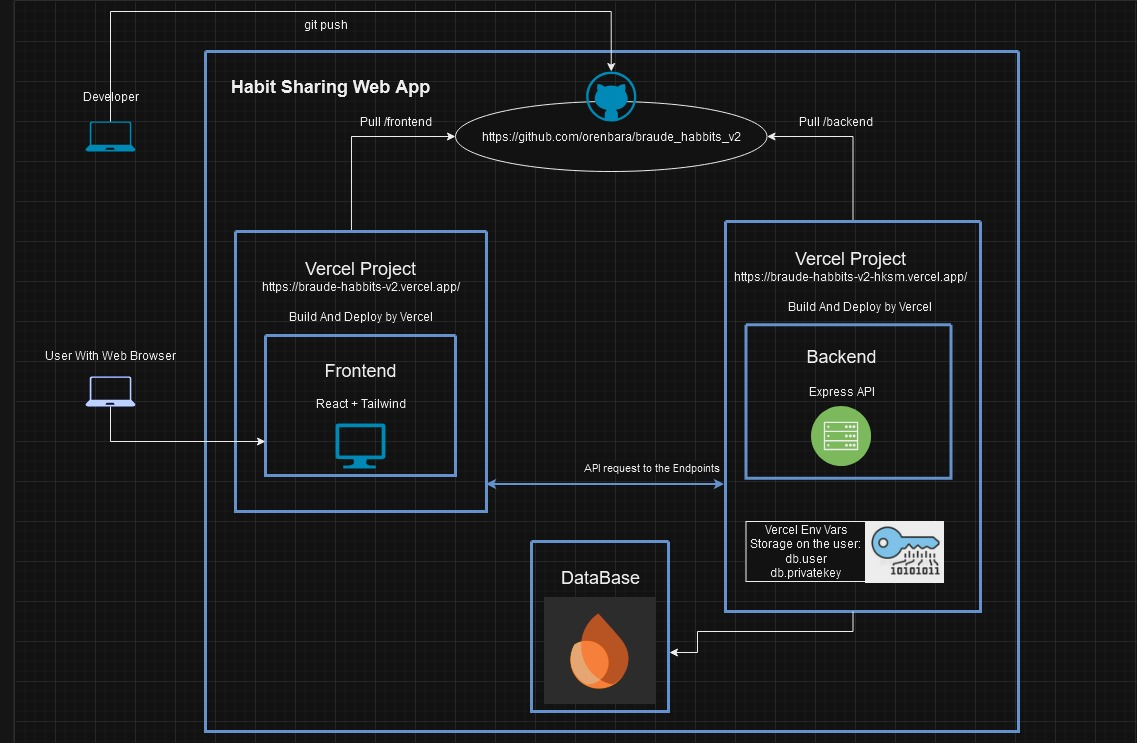 git push
Habit Sharing Web App
Developer
Pull /frontend
Pull /backend
https://github.com/orenbara/braude_habbits_v2
Vercel Project
https://braude-habbits-v2.vercel.app/
Build And Deploy by Vercel
Vercel Project
https://braude-habbits-v2-hksm.vercel.app/
Build And Deploy by Vercel
User With Web Browser
Frontend
React + Tailwind
Backend
Express API
API request to the Endpoints
Vercel Env Vars
Storage on the user:
db.user
db.privatekey
10101011
DataBase